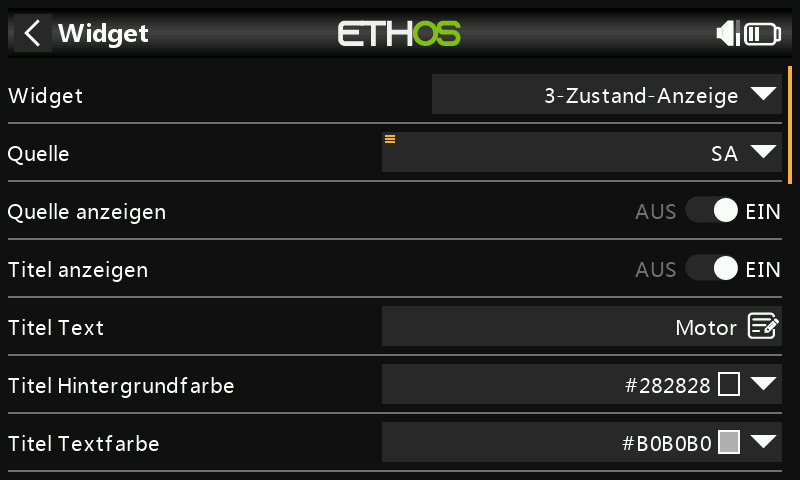 Widget
ETHOS
Widget 3-Zustand-Anzeige
Quelle SA
Quelle anzeigen AUS EIN
Titel anzeigen AUS EIN
Titel Text Motor
Titel Hintergrundfarbe #282828
Titel Textfarbe #B0B0B0